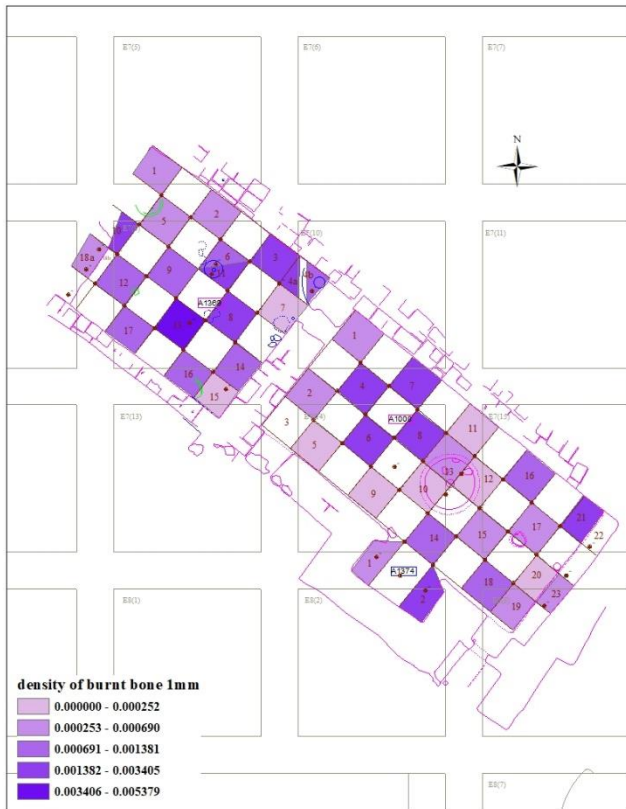 E7(5)
E7(6)
E7(7)
N
1
2
5
10
E7(10)
E7(11)
18a
9
6
3
4a
4b
12
A1369
8
7
17
1
16
14
15
2
4
7
E7(13)
3
A1008
11
5
6
8
13
12
16
9
10
21
14
15
17
22
1
A1374
18
20
2
19
23
E8(1)
E8(2)
E8(7)
density of burnt bone 1mm
0.000000 - 0.000252
0.000253 - 0.000690
0.000691 - 0.001381
0.001382 - 0.003405
0.003406 - 0.005379